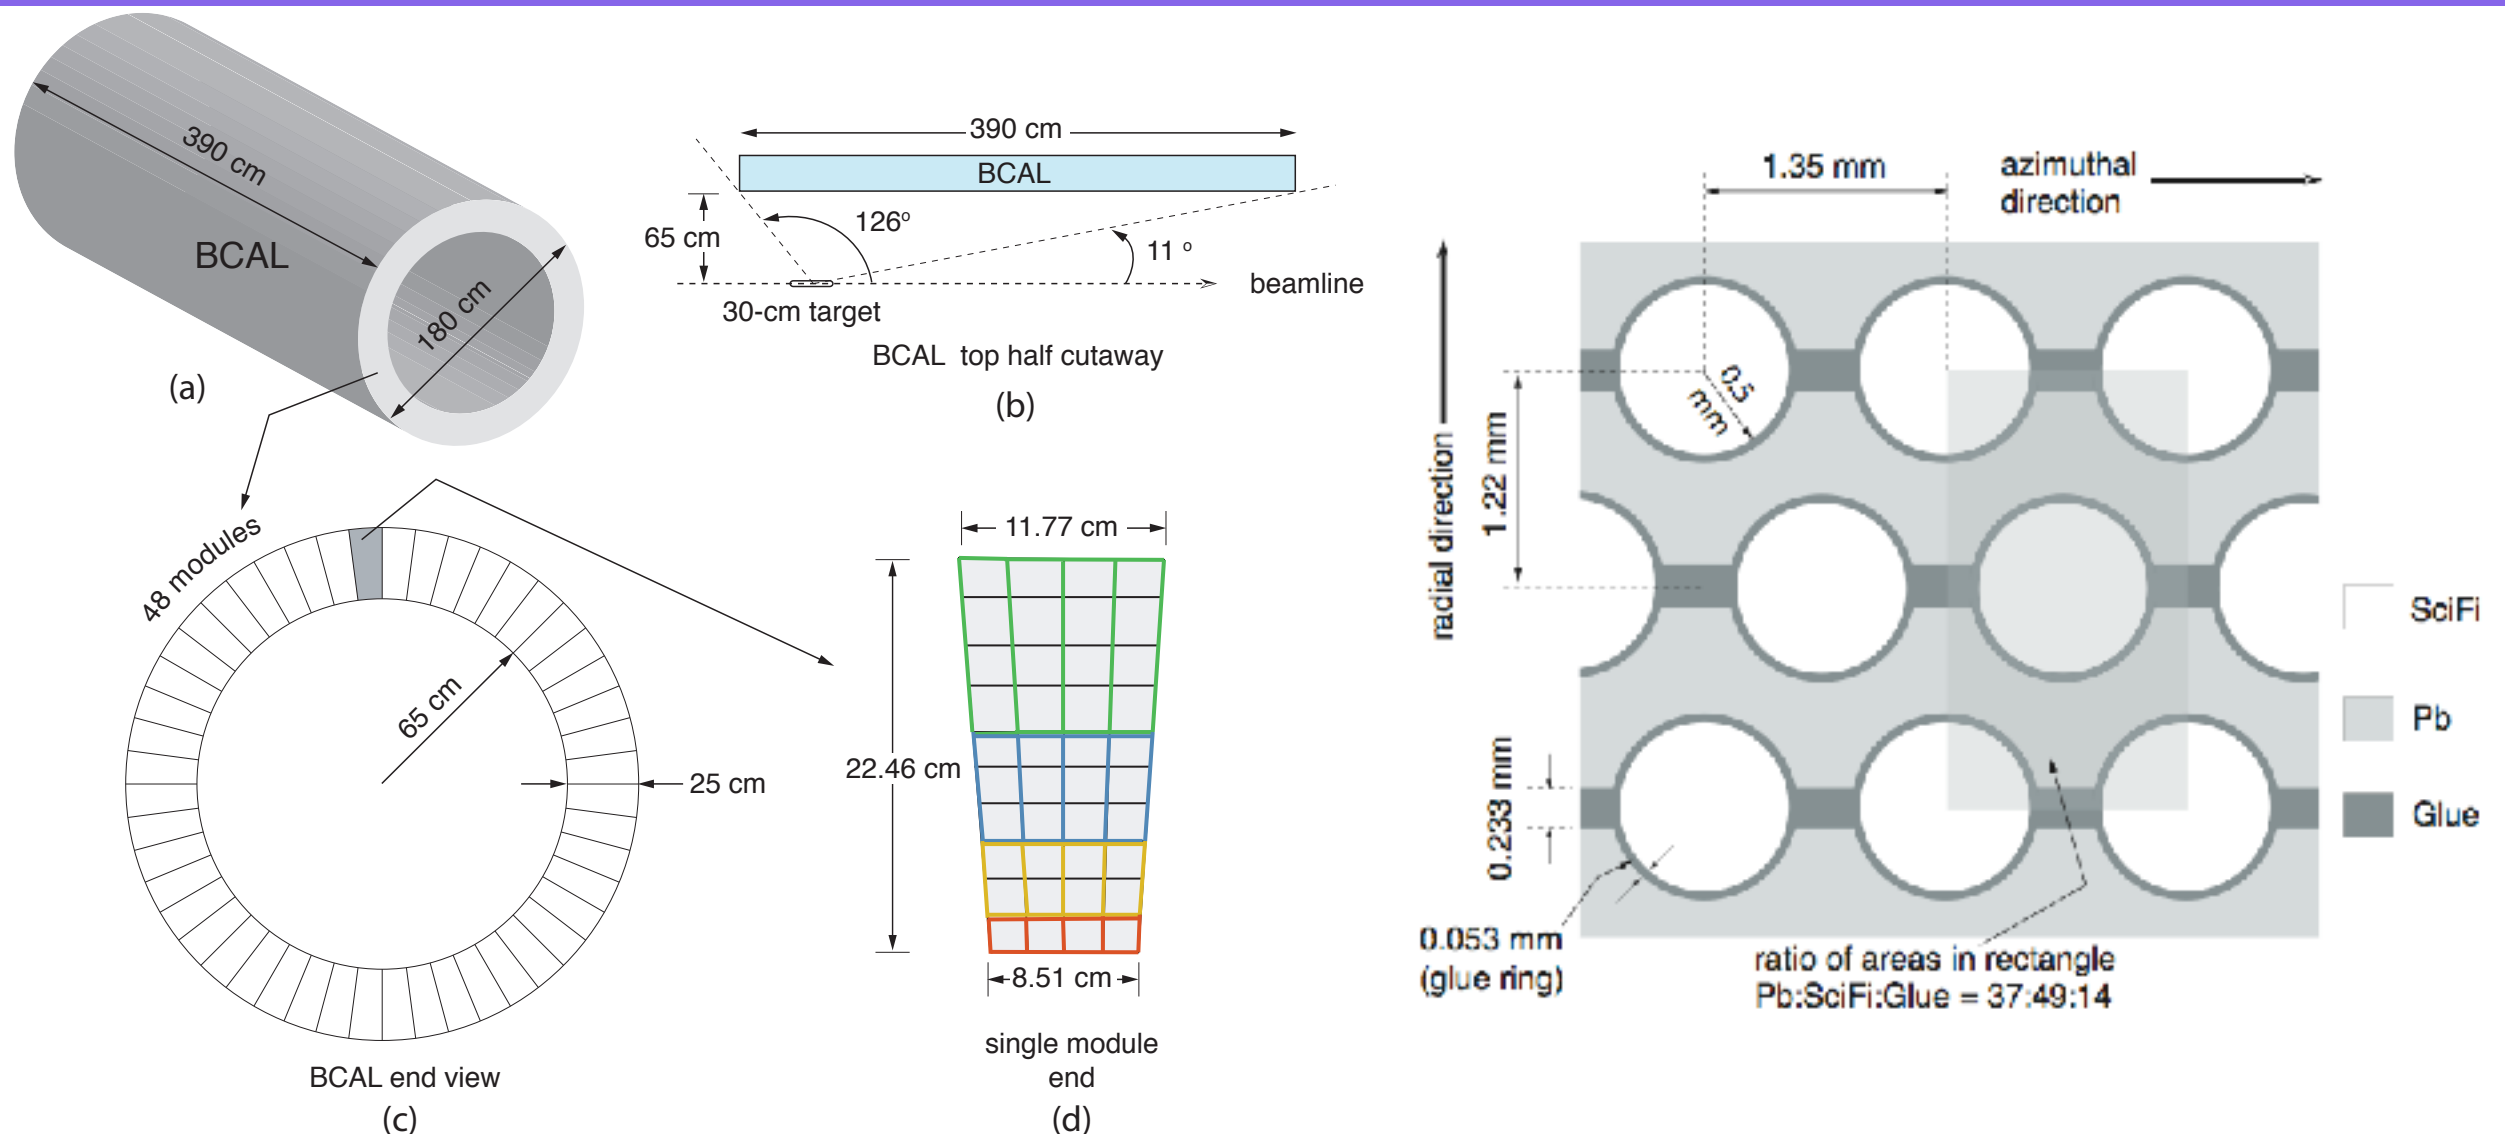 390 cm
BCAL
180 cm
(a)
390 cm
BCAL
65 cm
126°
11 °
beamline
30-cm target
BCAL top half cutaway
(b)
48 modules
65 cm
25 cm
BCAL end view
(c)
11.77 cm
22.46 cm
8.51 cm
single module
end
(d)
1.35 mm
azimuthal
direction
radial direction
1.22 mm
0.5
mm
0.233 mm
0.053 mm
(glue ring)
ratio of areas in rectangle
Pb:SciFi:Glue = 37:49:14
SciFi
Pb
Glue